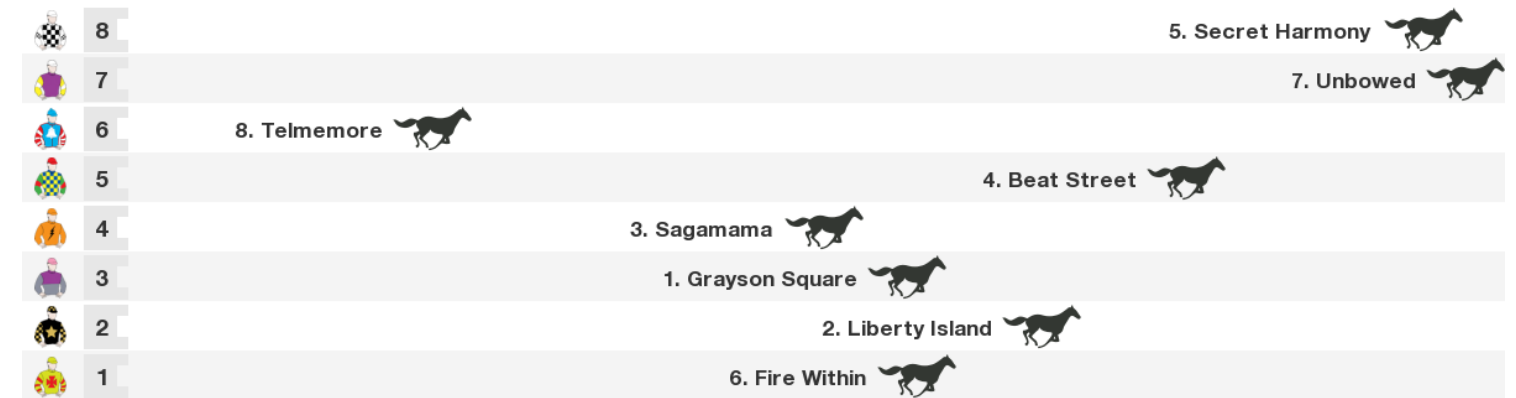 8 5. Secret Harmony
7 7. Unbowed
6 8. Telmemore
5 4. Beat Street
4 3. Sagamama
3 1. Grayson Square
2 2. Liberty Island
1 6. Fire Within